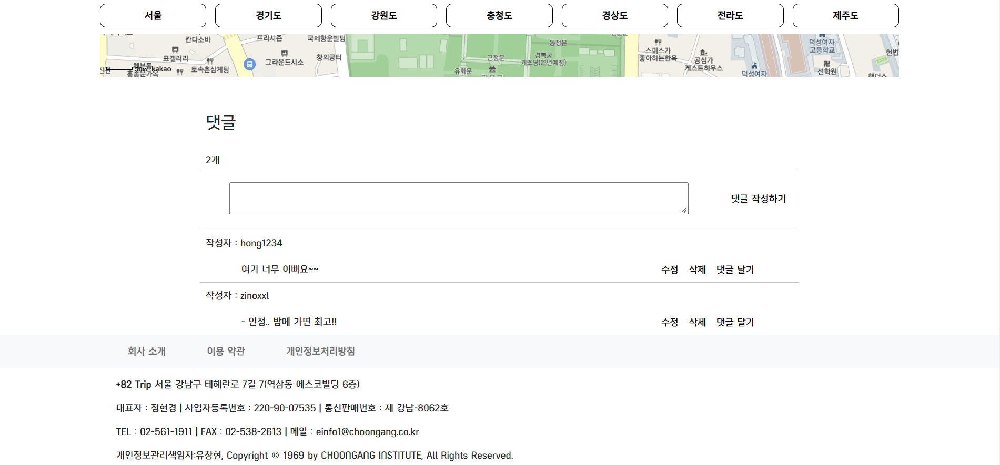 서울 경기도 강원도 충청도 경상도 전라도 제주도
칸다소바 프리시즌 국제항운빌딩 동정문 덕성여자
고등학교
표갤러리 그라운드시소 창의궁터 근정문 경복궁
계조당(23년예정) 스미스가
좋아하는한옥 공심가
게스트하우스 헌법
50m kakao 토속촌삼계탕 유화문 덕성여자 선학원
댓글
2개
댓글 작성하기
작성자 : hong1234
여기 너무 이뻐요~~ 수정 삭제 댓글 달기
작성자 : zinoxxl
- 인정.. 밤에 가면 최고!! 수정 삭제 댓글 달기
회사 소개 이용 약관 개인정보처리방침
+82 Trip 서울 강남구 테헤란로 7길 7(역삼동 에스코빌딩 6층)
대표자 : 정현경 | 사업자등록번호 : 220-90-07535 | 통신판매번호 : 제 강남-8062호
TEL : 02-561-1911 | FAX : 02-538-2613 | 메일 : einfo1@choongang.co.kr
개인정보관리책임자:유창현, Copyright © 1969 by CHOONGANG INSTITUTE, All Rights Reserved.